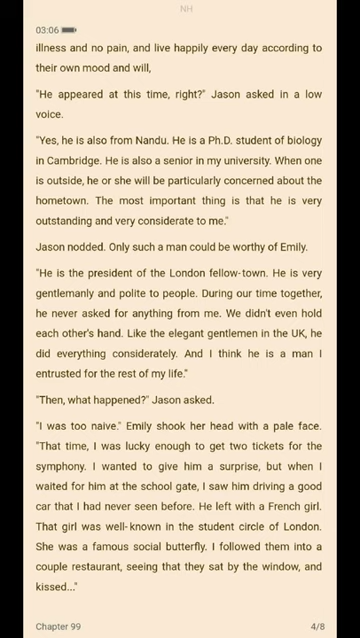 NH
03:06
illness and no pain, and live happily every day according to
their own mood and will,
"He appeared at this time, right?" Jason asked in a low
voice.
"Yes, he is also from Nandu. He is a Ph.D. student of biology
in Cambridge. He is also a senior in my university. When one
is outside, he or she will be particularly concerned about the
hometown. The most important thing is that he is very
outstanding and very considerate to me."
Jason nodded. Only such a man could be worthy of Emily.
"He is the president of the London fellow-town. He is very
gentlemanly and polite to people. During our time together,
he never asked for anything from me. We didn't even hold
each other's hand. Like the elegant gentlemen in the UK, he
did everything considerately. And I think he is a man I
entrusted for the rest of my life."
"Then, what happened?" Jason asked.
"I was too naive." Emily shook her head with a pale face.
"That time, I was lucky enough to get two tickets for the
symphony. I wanted to give him a surprise, but when I
waited for him at the school gate, I saw him driving a good
car that I had never seen before. He left with a French girl.
That girl was well-known in the student circle of London.
She was a famous social butterfly. I followed them into a
couple restaurant, seeing that they sat by the window, and
kissed..."
Chapter 99
4/8